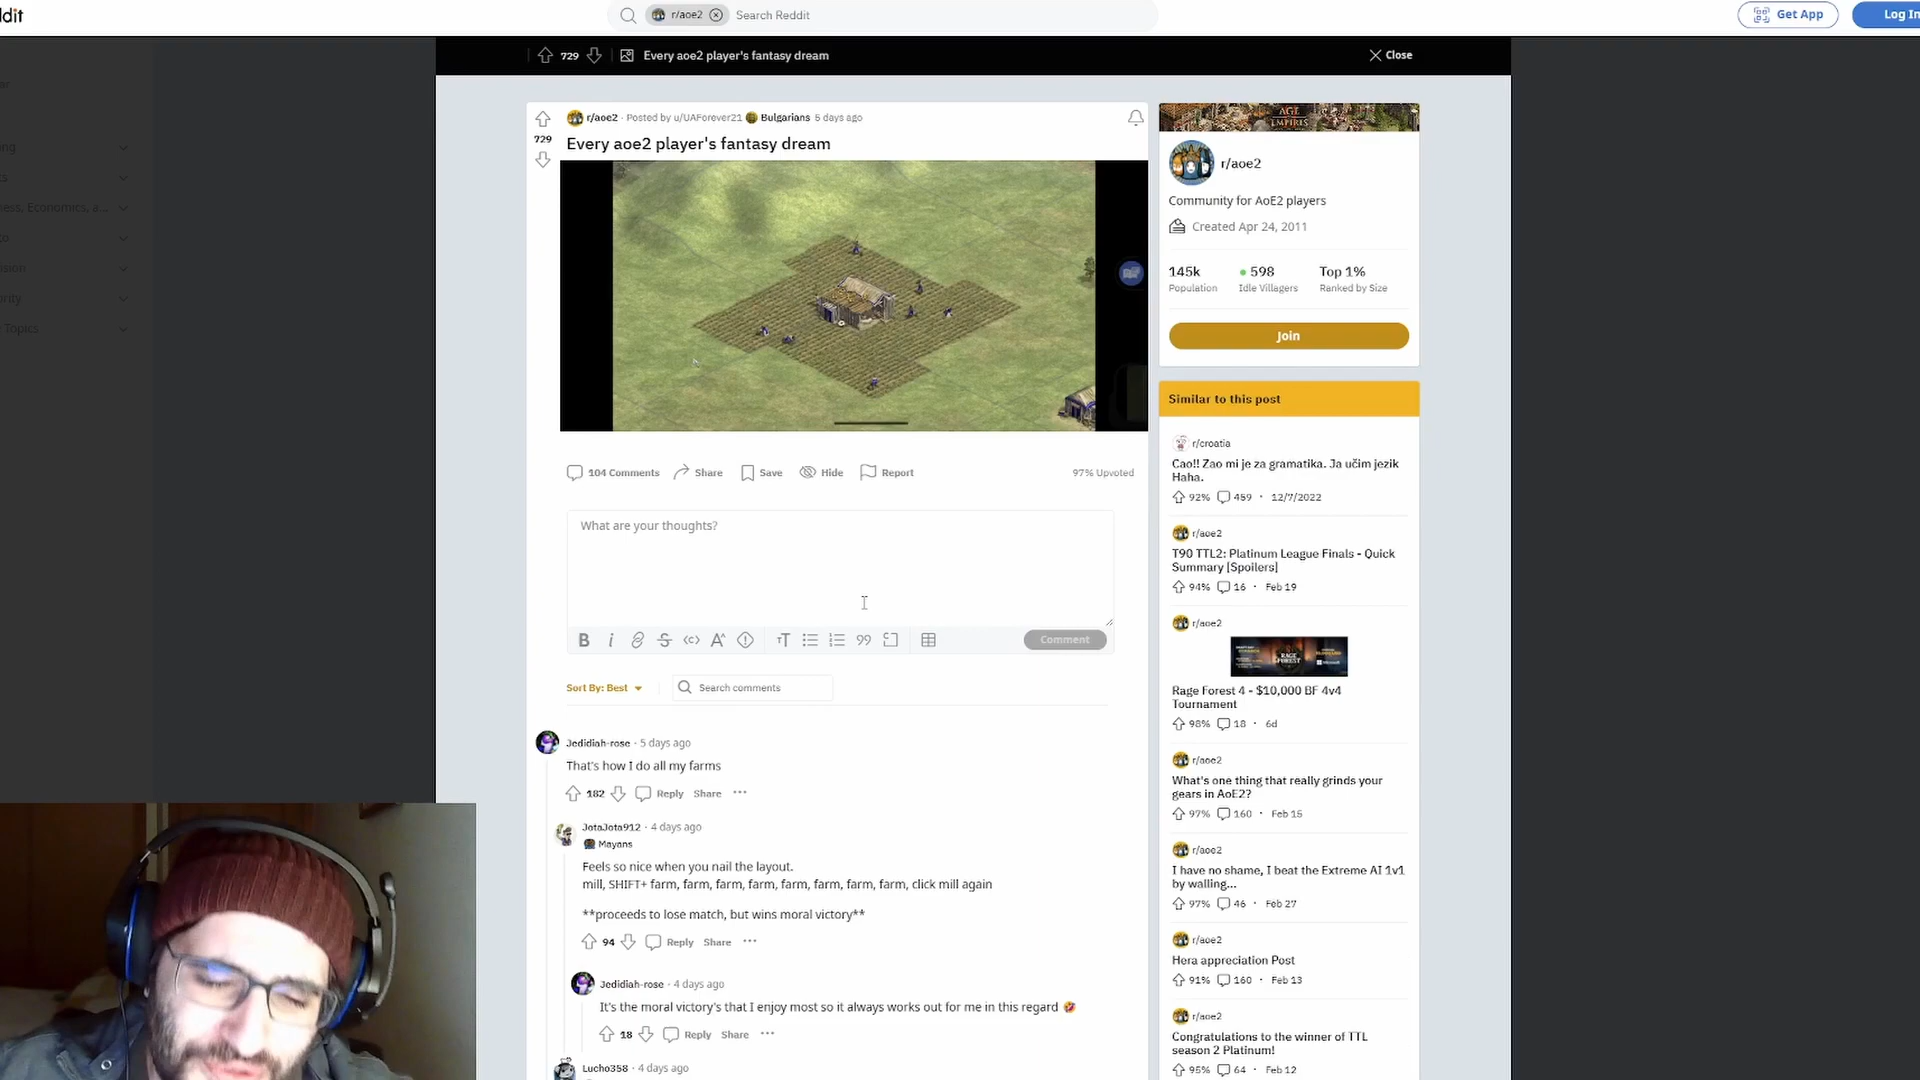 dit
r/aoe2
Search Reddit
Get App
Log In
729
Every aoe2 player's fantasy dream
Close
r/aoe2 · Posted by u/UAForever21 Bulgarians 5 days ago
729
Every aoe2 player's fantasy dream
104 Comments
Share
Save
Hide
Report
97% Upvoted
What are your thoughts?
Comment
Sort By: Best
Search comments
Jedidiah-rose · 5 days ago
That's how I do all my farms
182
Reply
Share
JotaJota912 · 4 days ago
Mayans
Feels so nice when you nail the layout.
mill, SHIFT+ farm, farm, farm, farm, farm, farm, farm, farm, click mill again
**proceeds to lose match, but wins moral victory**
94
Reply
Share
Jedidiah-rose · 4 days ago
It's the moral victory's that I enjoy most so it always works out for me in this regard 🤣
18
Reply
Share
Lucho358 · 4 days ago
AGE
EMPIRES
r/aoe2
Community for AoE2 players
Created Apr 24, 2011
145k
Population
598
Idle Villagers
Top 1%
Ranked by Size
Join
Similar to this post
r/croatia
Cao!! Zao mi je za gramatika. Ja učim jezik
Haha.
92% 459 · 12/7/2022
r/aoe2
T90 TTL2: Platinum League Finals - Quick
Summary [Spoilers]
94% 16 · Feb 19
r/aoe2
RAGE
FOREST
Rage Forest 4 - $10,000 BF 4v4
Tournament
98% 18 · 6d
r/aoe2
What's one thing that really grinds your
gears in AoE2?
97% 160 · Feb 15
r/aoe2
I have no shame, I beat the Extreme AI 1v1
by walling...
97% 46 · Feb 27
r/aoe2
Hera appreciation Post
91% 160 · Feb 13
r/aoe2
Congratulations to the winner of TTL
season 2 Platinum!
95% 64 · Feb 12
ness, Economics, a...
Topics